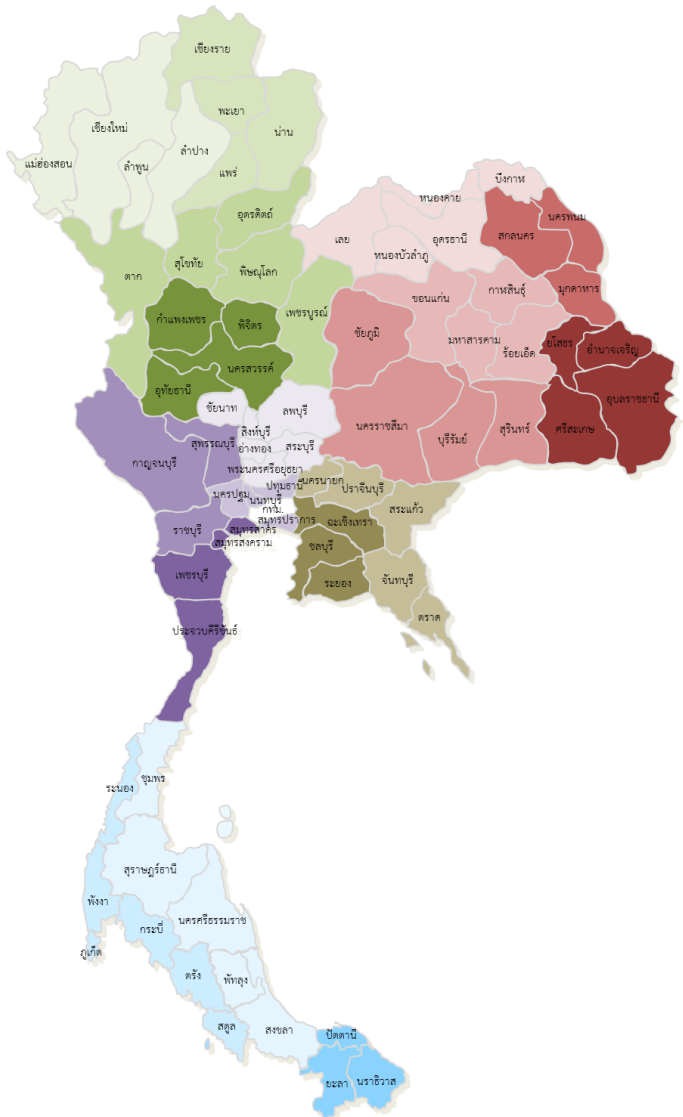 เชียงราย
พะเยา
น่าน
เชียงใหม่
ลำปาง
แม่ฮ่องสอน
ลำพูน
แพร่
อุตรดิตถ์
ตาก
สุโขทัย
พิษณุโลก
เพชรบูรณ์
กำแพงเพชร
พิจิตร
นครสวรรค์
อุทัยธานี
บึงกาฬ
หนองคาย
เลย
อุดรธานี
หนองบัวลำภู
สกลนคร
นครพนม
มุกดาหาร
ขอนแก่น
กาฬสินธุ์
ชัยภูมิ
มหาสารคาม
ร้อยเอ็ด
ยโสธร
อำนาจเจริญ
อุบลราชธานี
ศรีสะเกษ
นครราชสีมา
บุรีรัมย์
สุรินทร์
ชัยนาท
ลพบุรี
สิงห์บุรี
อ่างทอง
สระบุรี
สุพรรณบุรี
กาญจนบุรี
พระนครศรีอยุธยา
ปทุมธานี
นครนายก
ปราจีนบุรี
สระแก้ว
นครปฐม
นนทบุรี
กทม.
สมุทรปราการ
ฉะเชิงเทรา
ราชบุรี
สมุทรสาคร
สมุทรสงคราม
ชลบุรี
ระยอง
จันทบุรี
ตราด
เพชรบุรี
ประจวบคีรีขันธ์
ชุมพร
ระนอง
สุราษฎร์ธานี
พังงา
นครศรีธรรมราช
กระบี่
ภูเก็ต
ตรัง
พัทลุง
สตูล
สงขลา
ปัตตานี
ยะลา
นราธิวาส